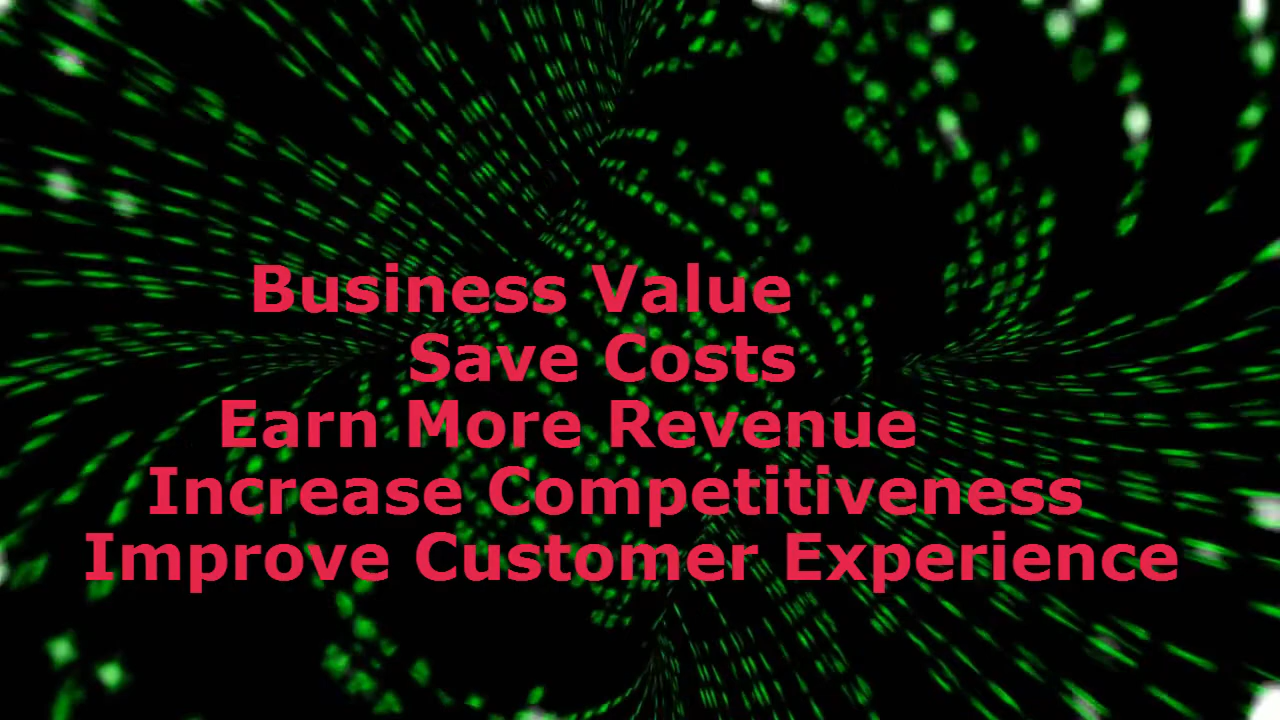 Business Value
Save Costs
Earn More Revenue
Increase Competitiveness
Improve Customer Experience